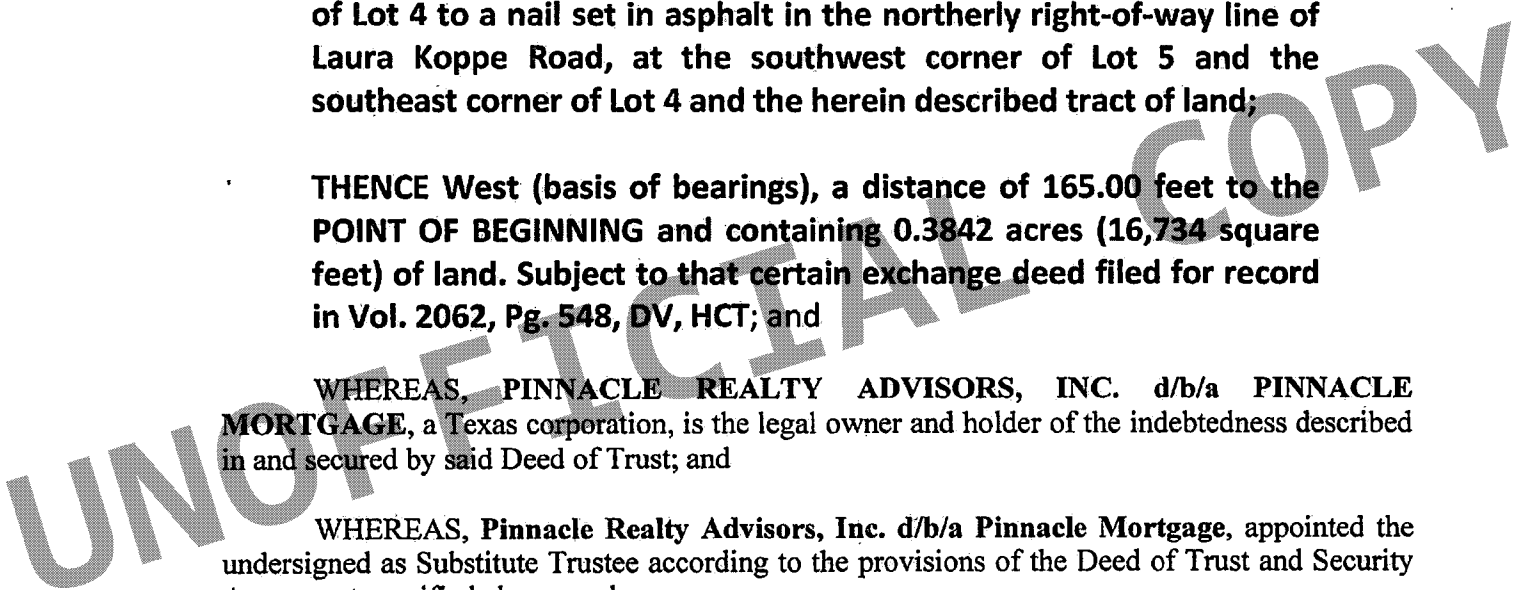 of Lot 4 to a nail set in asphalt in the northerly right-of-way line of
Laura Koppe Road, at the southwest corner of Lot 5 and the
southeast corner of Lot 4 and the herein described tract of land;
THENCE West (basis of bearings), a distance of 165.00 feet to the
POINT OF BEGINNING and containing 0.3842 acres (16,734 square
feet) of land. Subject to that certain exchange deed filed for record
in Vol. 2062, Pg. 548, DV, HCT; and
WHEREAS, PINNACLE REALTY ADVISORS, INC. d/b/a PINNACLE
MORTGAGE, a Texas corporation, is the legal owner and holder of the indebtedness described
in and secured by said Deed of Trust; and
WHEREAS, Pinnacle Realty Advisors, Inc. d/b/a Pinnacle Mortgage, appointed the
undersigned as Substitute Trustee according to the provisions of the Deed of Trust and Security
UNOFFICIAL COPY